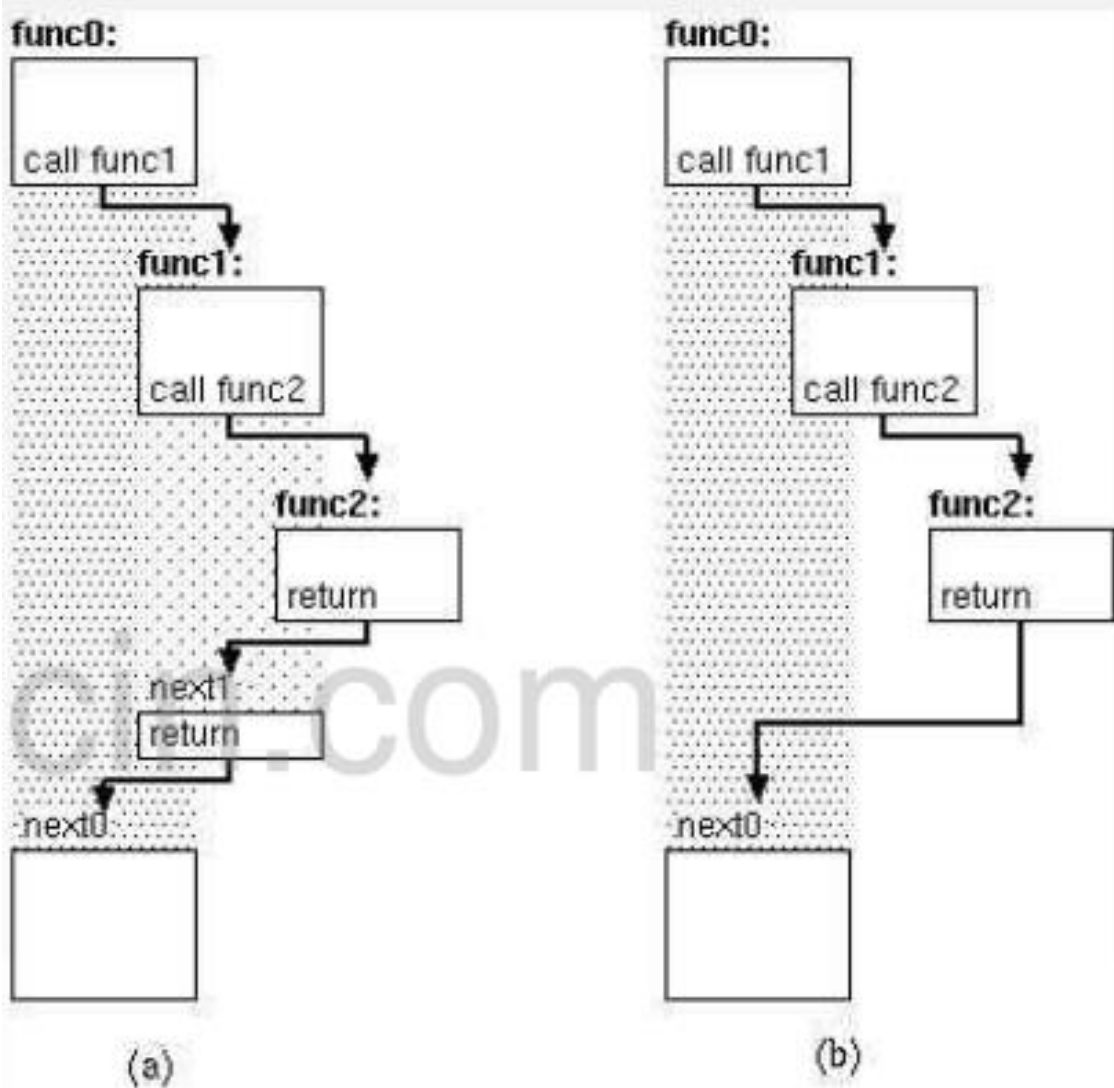 func0:
call func1
func1:
call func2
func2:
return
next1
return
next0
(a)
func0:
call func1
func1:
call func2
func2:
return
next0
(b)
.com